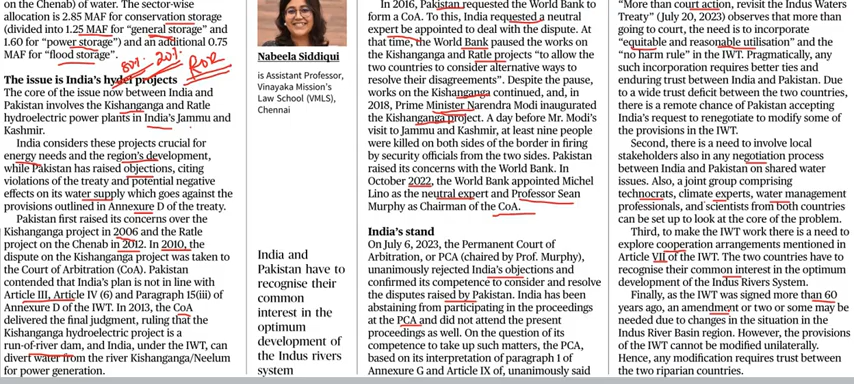 on the Chenab) of water. The sector-wise
allocation is 2.85 MAF for conservation storage
(divided into 1.25 MAF for “general storage” and
1.60 for “power storage”) and an additional 0.75
MAF for “flood storage”.
80% - 20%
ROR
The issue is India’s hydel projects
The core of the issue now between India and
Pakistan involves the Kishanganga and Ratle
hydroelectric power plants in India’s Jammu and
Kashmir.
India considers these projects crucial for
energy needs and the region’s development,
while Pakistan has raised objections, citing
violations of the treaty and potential negative
effects on its water supply which goes against the
provisions outlined in Annexure D of the treaty.
Pakistan first raised its concerns over the
Kishanganga project in 2006 and the Ratle
project on the Chenab in 2012. In 2010, the
dispute on the Kishanganga project was taken to
the Court of Arbitration (CoA). Pakistan
contended that India’s plan is not in line with
Article III, Article IV (6) and Paragraph 15(iii) of
Annexure D of the IWT. In 2013, the CoA
delivered the final judgment, ruling that the
Kishanganga hydroelectric project is a
run-of-river dam, and India, under the IWT, can
divert water from the river Kishanganga/Neelum
for power generation.
Nabeela Siddiqui
is Assistant Professor,
Vinayaka Mission’s
Law School (VMLS),
Chennai
India and
Pakistan have to
recognise their
common
interest in the
optimum
development of
the Indus rivers
system
In 2016, Pakistan requested the World Bank to
form a CoA. To this, India requested a neutral
expert be appointed to deal with the dispute. At
that time, the World Bank paused the works on
the Kishanganga and Ratle projects “to allow the
two countries to consider alternative ways to
resolve their disagreements”. Despite the pause,
works on the Kishanganga continued, and, in
2018, Prime Minister Narendra Modi inaugurated
the Kishanganga project. A day before Mr. Modi’s
visit to Jammu and Kashmir, at least nine people
were killed on both sides of the border in firing
by security officials from the two sides. Pakistan
raised its concerns with the World Bank. In
October 2022, the World Bank appointed Michel
Lino as the neutral expert and Professor Sean
Murphy as Chairman of the CoA.
India’s stand
On July 6, 2023, the Permanent Court of
Arbitration, or PCA (chaired by Prof. Murphy),
unanimously rejected India’s objections and
confirmed its competence to consider and resolve
the disputes raised by Pakistan. India has been
abstaining from participating in the proceedings
at the PCA and did not attend the present
proceedings as well. On the question of its
competence to take up such matters, the PCA,
based on its interpretation of paragraph 1 of
Annexure G and Article IX of, unanimously said
“More than court action, revisit the Indus Waters
Treaty” (July 20, 2023) observes that more than
going to court, the need is to incorporate
“equitable and reasonable utilisation” and the
“no harm rule” in the IWT. Pragmatically, any
such incorporation requires better ties and
enduring trust between India and Pakistan. Due
to a wide trust deficit between the two countries,
there is a remote chance of Pakistan accepting
India’s request to renegotiate to modify some of
the provisions in the IWT.
Second, there is a need to involve local
stakeholders also in any negotiation process
between India and Pakistan on shared water
issues. Also, a joint group comprising
technocrats, climate experts, water management
professionals, and scientists from both countries
can be set up to look at the core of the problem.
Third, to make the IWT work there is a need to
explore cooperation arrangements mentioned in
Article VII of the IWT. The two countries have to
recognise their common interest in the optimum
development of the Indus Rivers System.
Finally, as the IWT was signed more than 60
years ago, an amendment or two or some may be
needed due to changes in the situation in the
Indus River Basin region. However, the provisions
of the IWT cannot be modified unilaterally.
Hence, any modification requires trust between
the two riparian countries.